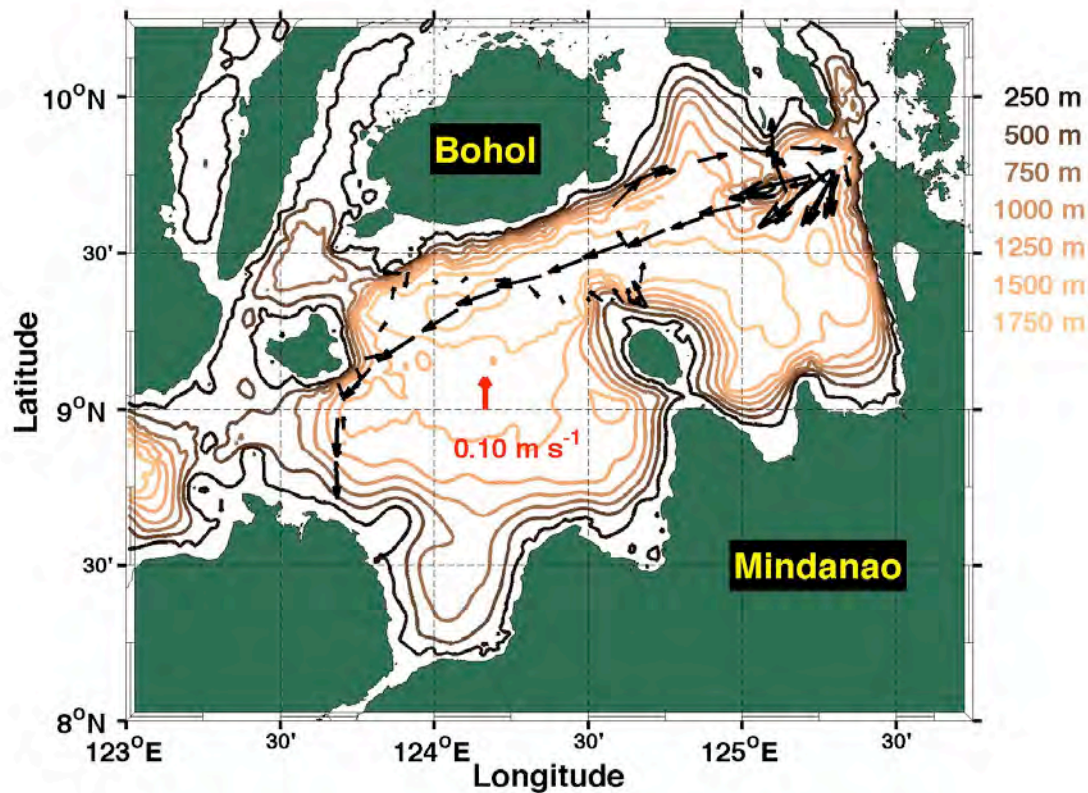 10°N
30'
9°N
30'
8°N
Latitude
123°E
30'
124°E
30'
125°E
30'
Longitude
Bohol
Mindanao
0.10 m s⁻¹
250 m
500 m
750 m
1000 m
1250 m
1500 m
1750 m